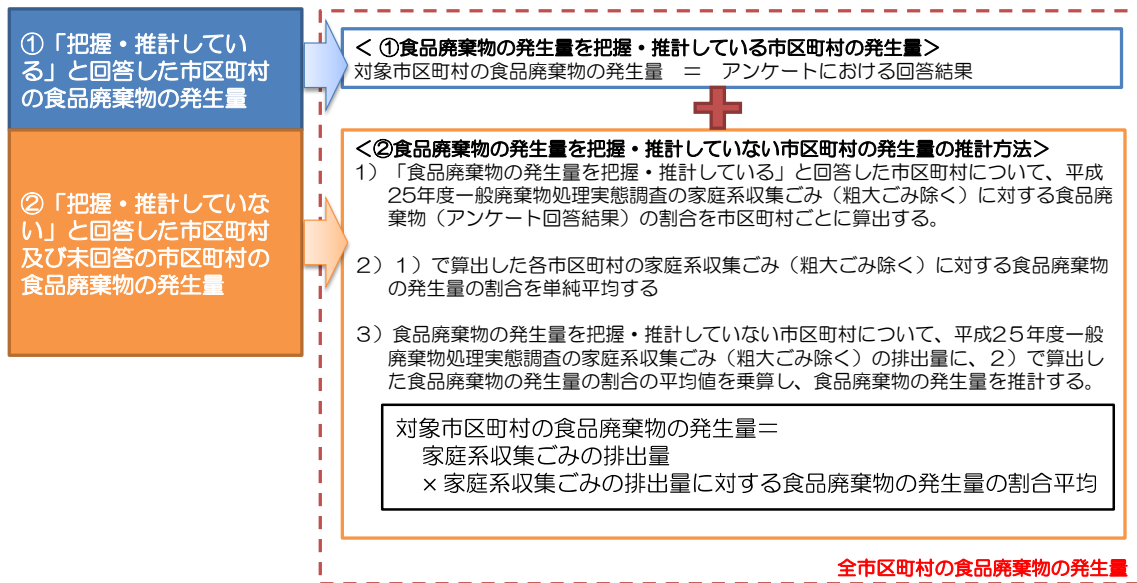 ①「把握・推計してい
る」と回答した市区町村
の食品廃棄物の発生量
＜ ①食品廃棄物の発生量を把握・推計している市区町村の発生量＞
対象市区町村の食品廃棄物の発生量　＝　アンケートにおける回答結果
②「把握・推計していな
い」と回答した市区町村
及び未回答の市区町村の
食品廃棄物の発生量
＜②食品廃棄物の発生量を把握・推計していない市区町村の発生量の推計方法＞
１）「食品廃棄物の発生量を把握・推計している」と回答した市区町村について、平成
25年度一般廃棄物処理実態調査の家庭系収集ごみ（粗大ごみ除く）に対する食品廃
棄物（アンケート回答結果）の割合を市区町村ごとに算出する。
２）１）で算出した各市区町村の家庭系収集ごみ（粗大ごみ除く）に対する食品廃棄物
の発生量の割合を単純平均する
３）食品廃棄物の発生量を把握・推計していない市区町村について、平成２５年度一般
廃棄物処理実態調査の家庭系収集ごみ（粗大ごみ除く）の排出量に、２）で算出し
た食品廃棄物の発生量の割合の平均値を乗算し、食品廃棄物の発生量を推計する。
対象市区町村の食品廃棄物の発生量＝
家庭系収集ごみの排出量
×家庭系収集ごみの排出量に対する食品廃棄物の発生量の割合平均
全市区町村の食品廃棄物の発生量